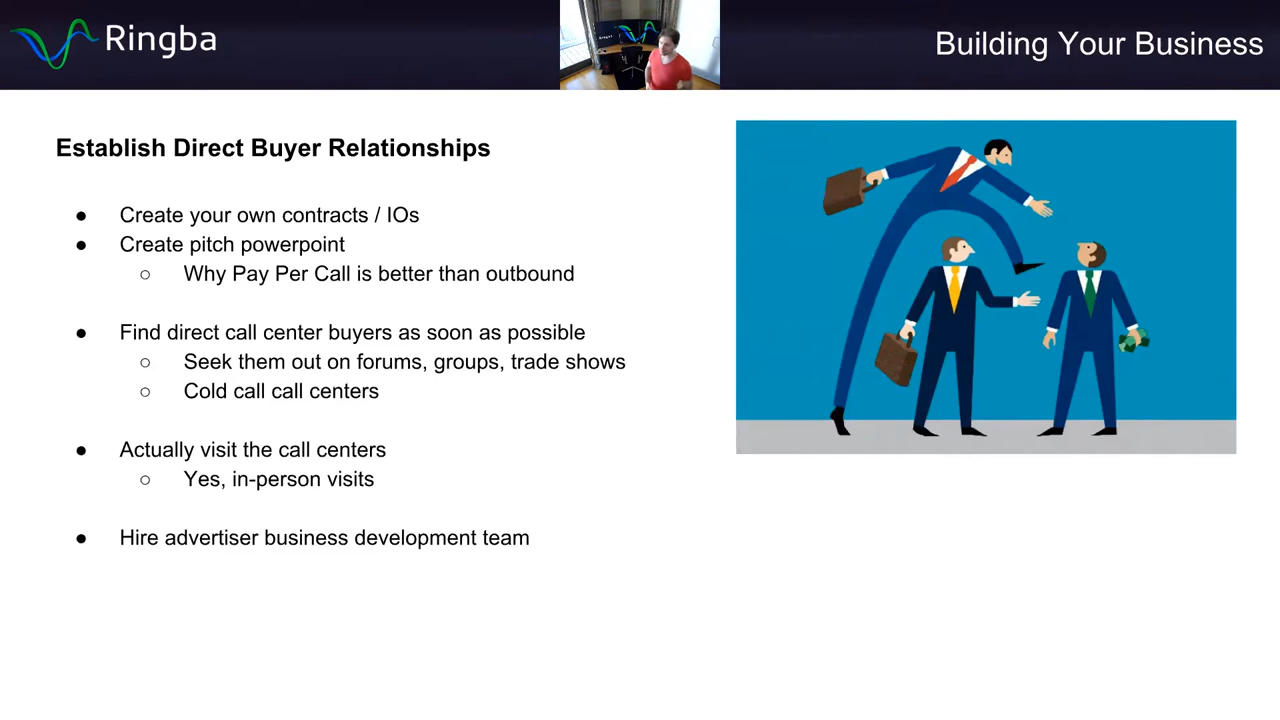 Ringba
Building Your Business
Establish Direct Buyer Relationships
● Create your own contracts / IOs
● Create pitch powerpoint
○ Why Pay Per Call is better than outbound
● Find direct call center buyers as soon as possible
○ Seek them out on forums, groups, trade shows
○ Cold call call centers
● Actually visit the call centers
○ Yes, in-person visits
● Hire advertiser business development team